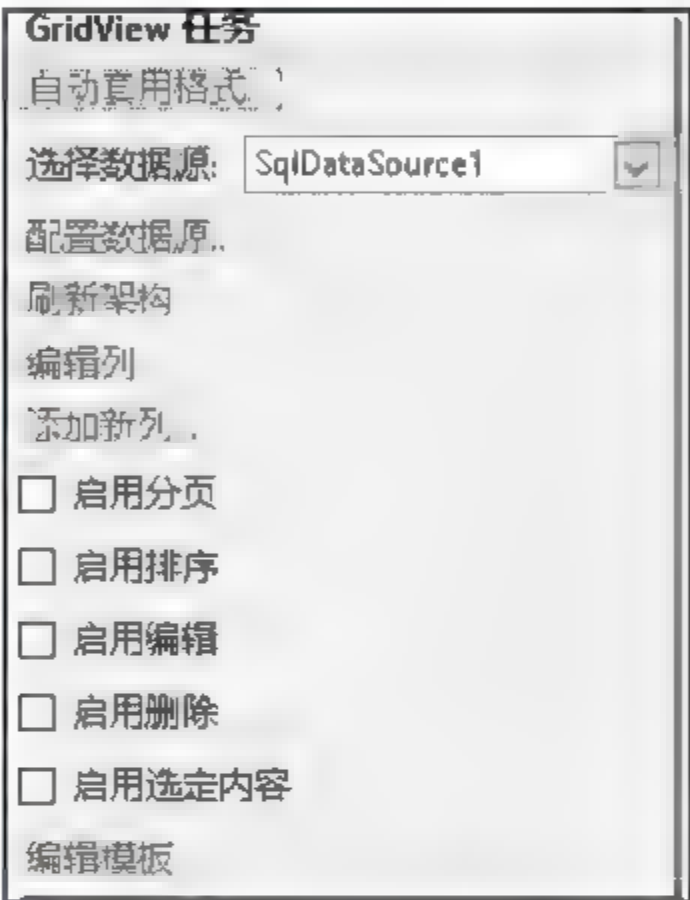 GridView 任务
自动套用格式...
选择数据源: SqlDataSource1
配置数据源...
刷新架构
编辑列
添加新列...
启用分页
启用排序
启用编辑
启用删除
启用选定内容
编辑模板